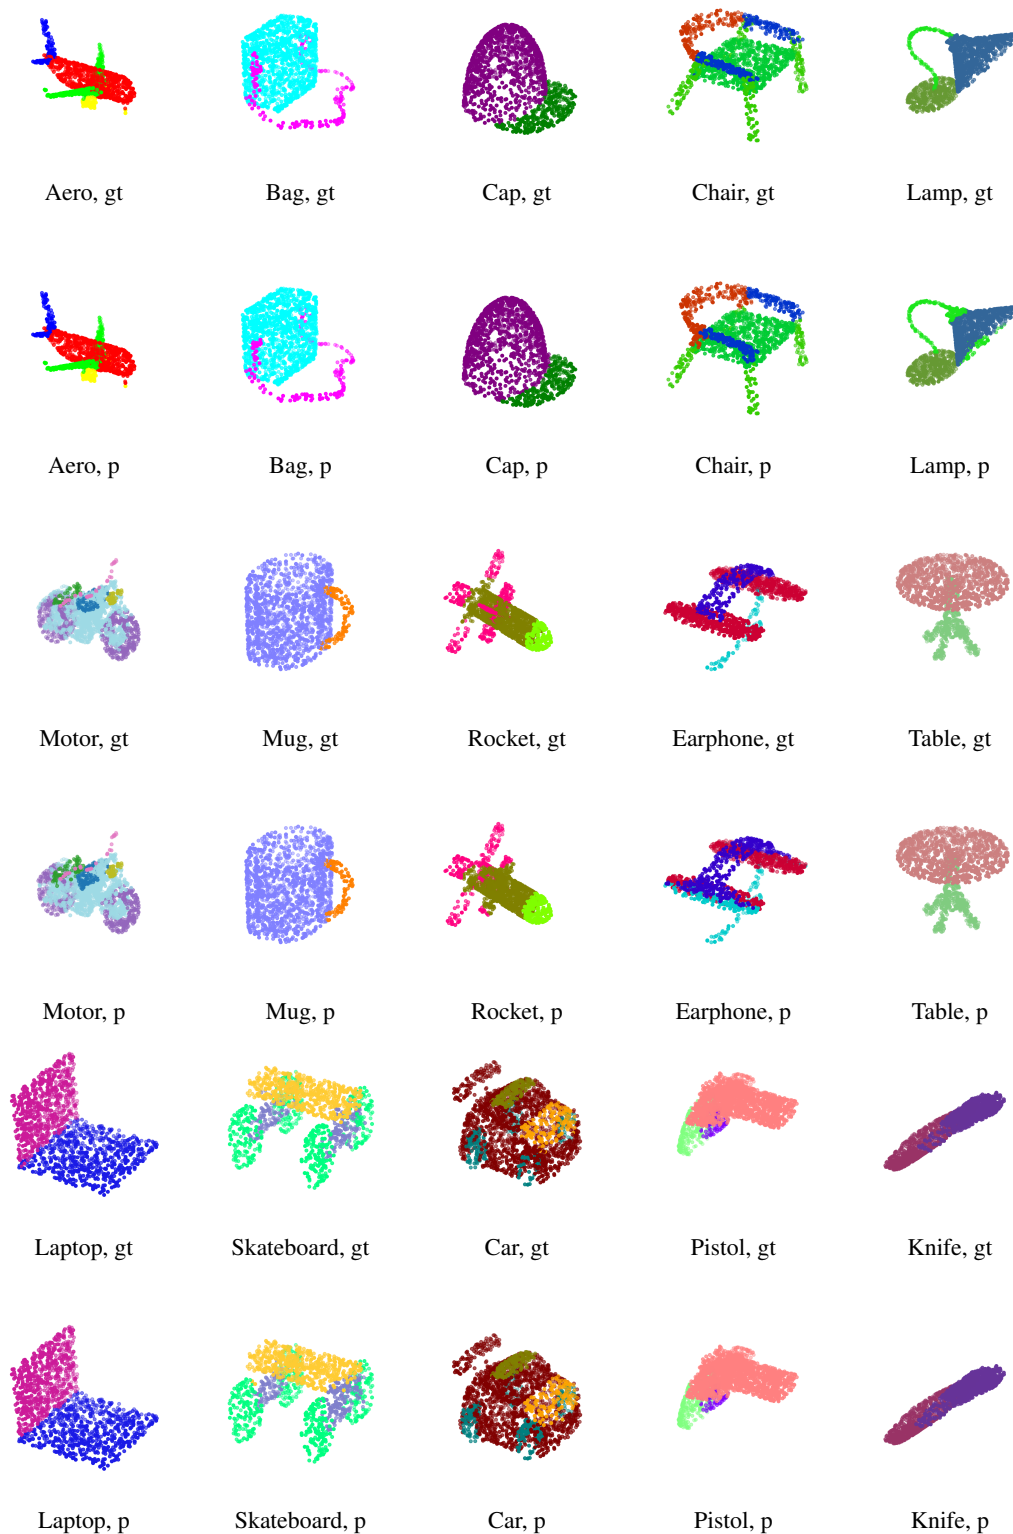 Aero, gt Bag, gt Cap, gt Chair, gt Lamp, gt
Aero, p Bag, p Cap, p Chair, p Lamp, p
Motor, gt Mug, gt Rocket, gt Earphone, gt Table, gt
Motor, p Mug, p Rocket, p Earphone, p Table, p
Laptop, gt Skateboard, gt Car, gt Pistol, gt Knife, gt
Laptop, p Skateboard, p Car, p Pistol, p Knife, p